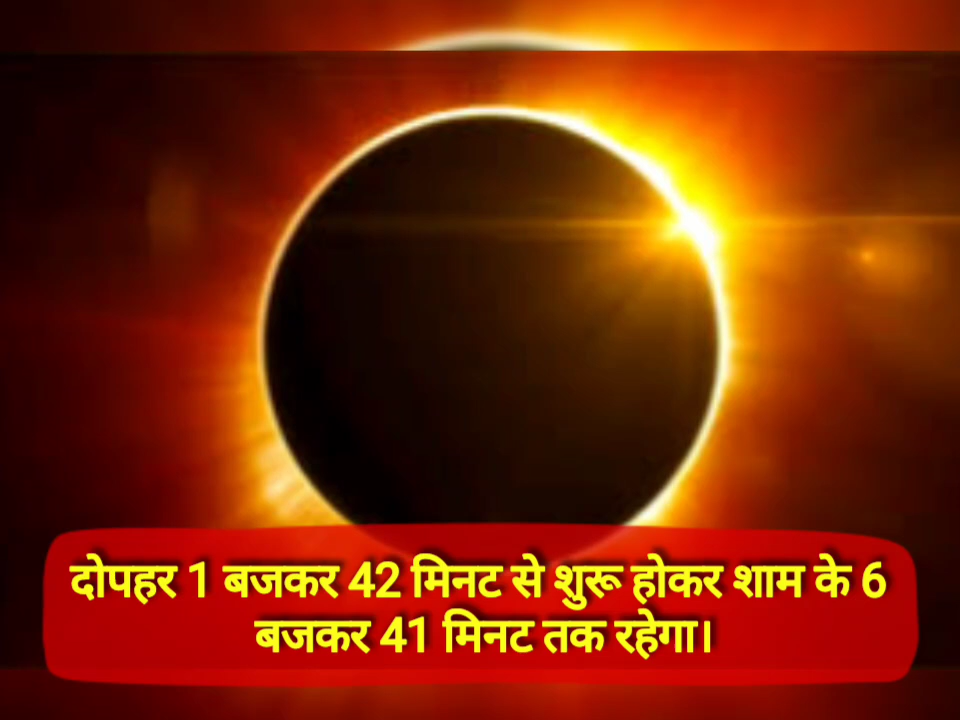 दोपहर 1 बजकर 42 मिनट से शुरू होकर शाम के 6
बजकर 41 मिनट तक रहेगा।